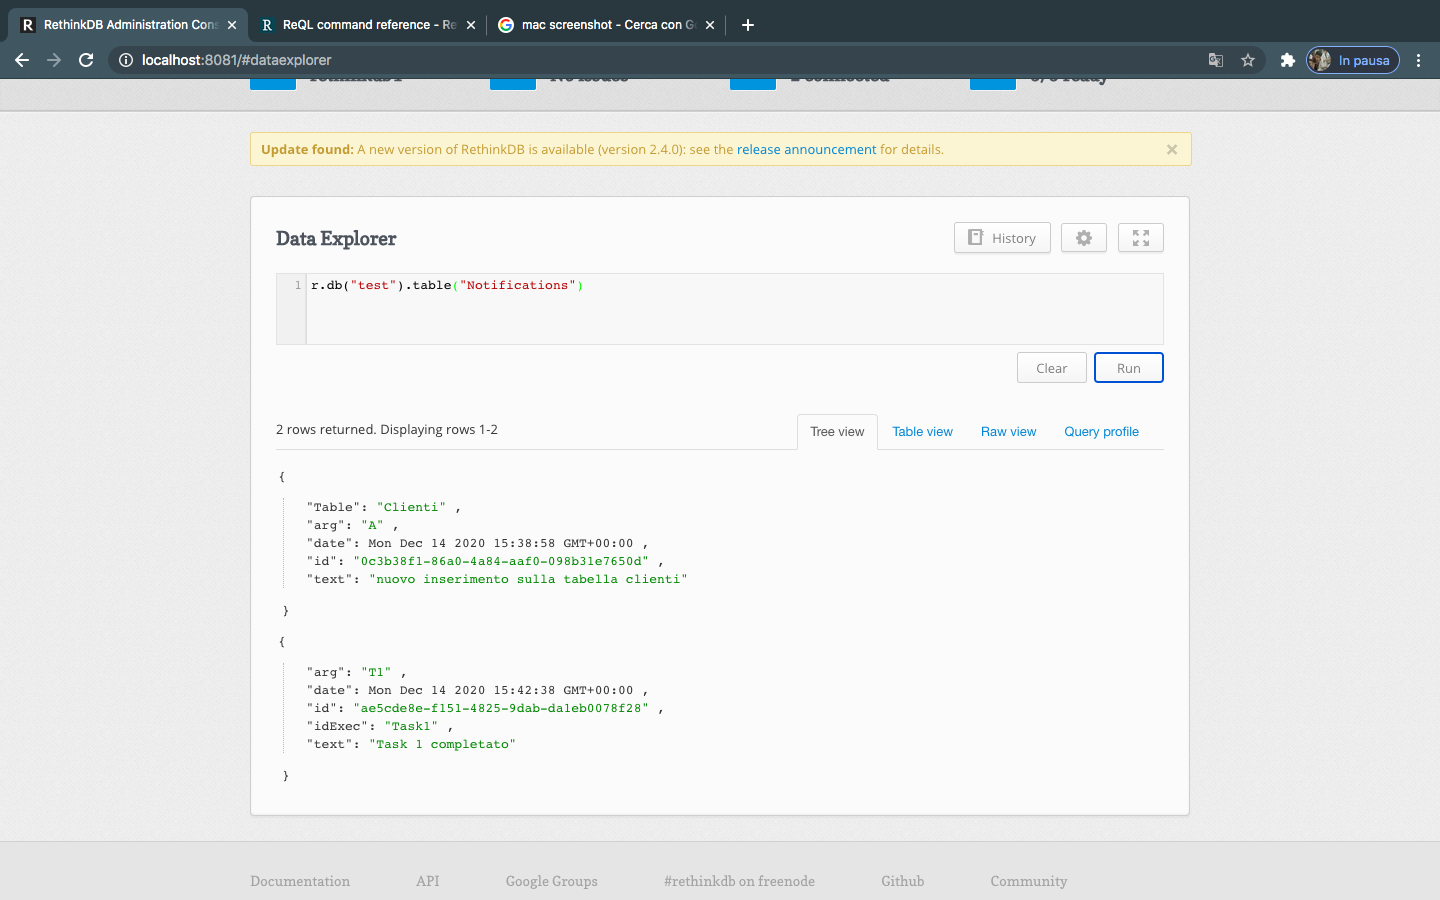 RethinkDB Administration Cons
ReQL command reference - Re
mac screenshot - Cerca con G
localhost:8081/#dataexplorer
In pausa
Update found: A new version of RethinkDB is available (version 2.4.0): see the release announcement for details.
Data Explorer
History
1 r.db("test").table("Notifications")
Clear
Run
2 rows returned. Displaying rows 1-2
Tree view
Table view
Raw view
Query profile
{
"Table": "Clienti" ,
"arg": "A" ,
"date": Mon Dec 14 2020 15:38:58 GMT+00:00 ,
"id": "0c3b38f1-86a0-4a84-aaf0-098b31e7650d" ,
"text": "nuovo inserimento sulla tabella clienti"
}
{
"arg": "T1" ,
"date": Mon Dec 14 2020 15:42:38 GMT+00:00 ,
"id": "ae5cde8e-f151-4825-9dab-da1eb0078f28" ,
"idExec": "Task1" ,
"text": "Task 1 completato"
}
Documentation
API
Google Groups
#rethinkdb on freenode
Github
Community